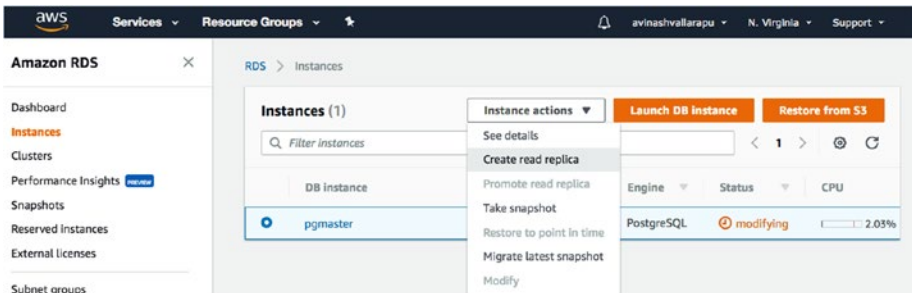 aws Services Resource Groups avinashvallarapu N. Virginia Support
Amazon RDS
RDS > Instances
Dashboard
Instances
Clusters
Performance Insights PREVIEW
Snapshots
Reserved Instances
External licenses
Subnet groups
Instances (1)
Instance actions
Launch DB instance
Restore from S3
Filter instances
< 1 >
See details
Create read replica
Promote read replica
Take snapshot
Restore to point in time
Migrate latest snapshot
Modify
DB instance Engine Status CPU
pgmaster PostgreSQL modifying 2.03%